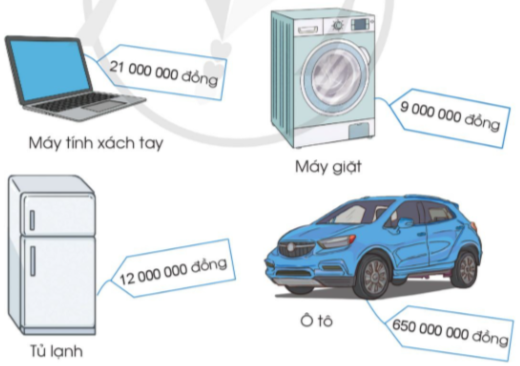 21 000 000 đồng
Máy tính xách tay
9 000 000 đồng
Máy giặt
12 000 000 đồng
Tủ lạnh
Ô tô
650 000 000 đồng